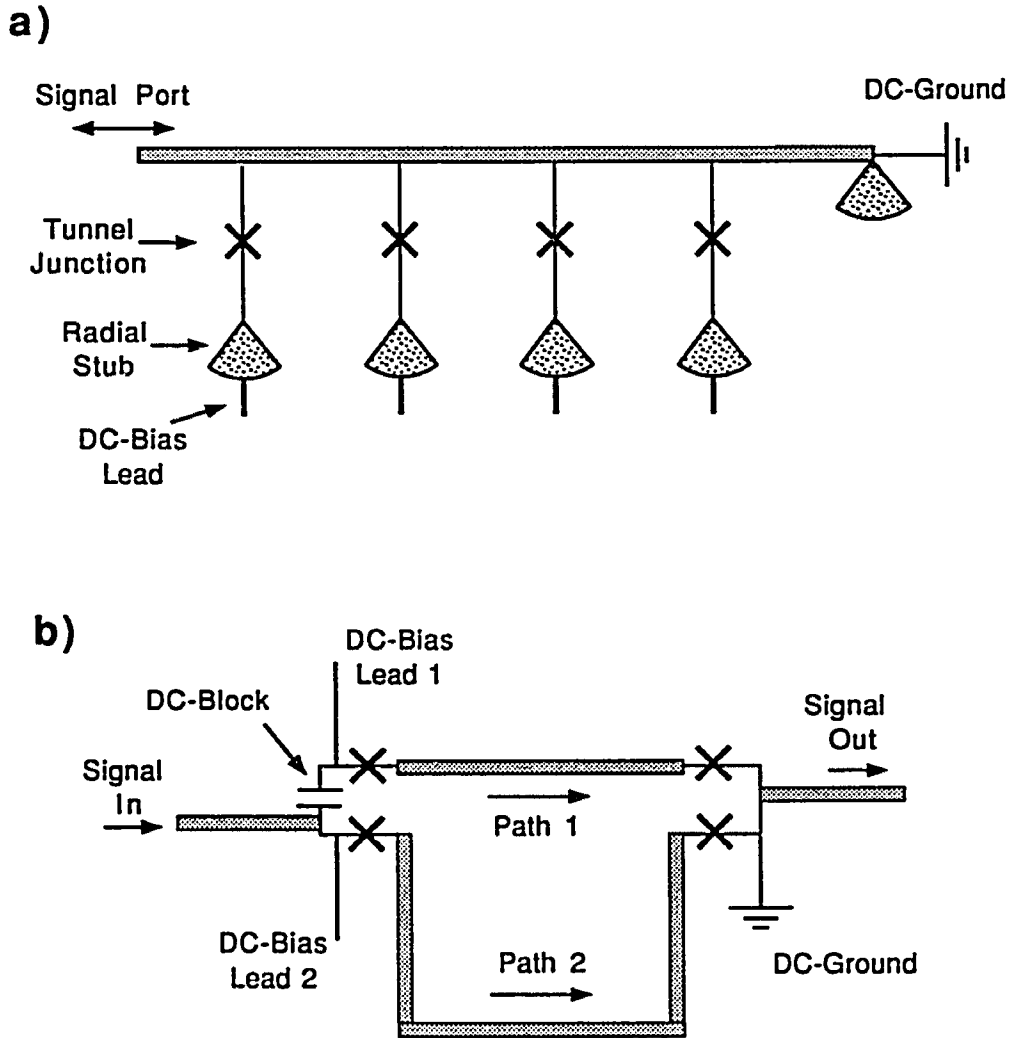 a)
Signal Port
DC-Ground
Tunnel
Junction
Radial
Stub
DC-Bias
Lead
b)
DC-Bias
Lead 1
DC-Block
Signal
In
Signal
Out
Path 1
DC-Bias
Lead 2
Path 2
DC-Ground